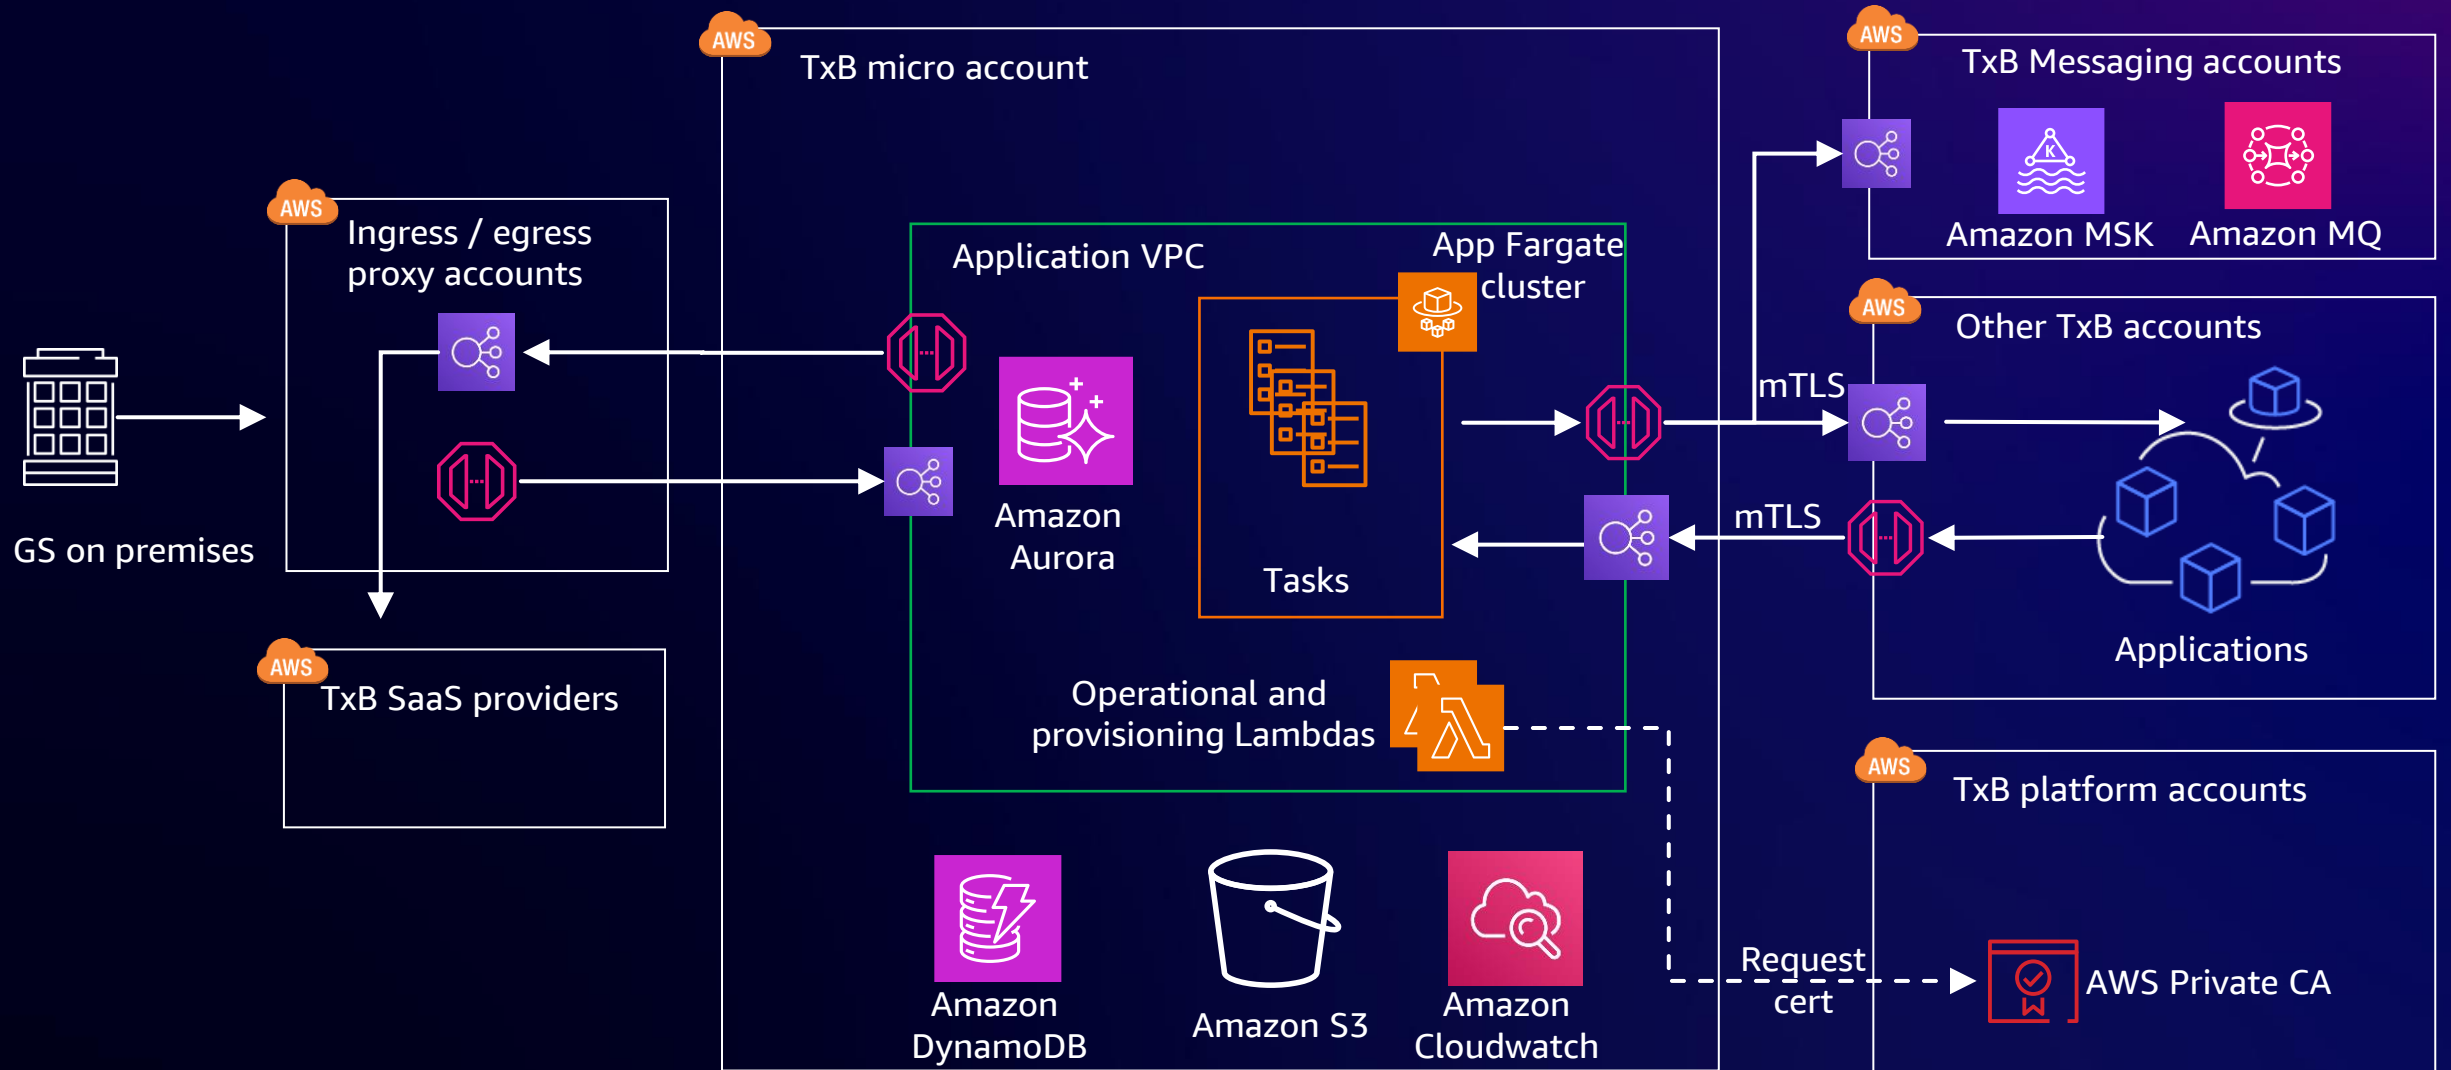 AWS
TxB micro account
AWS
TxB Messaging accounts
K
Amazon MSK
Amazon MQ
AWS
Ingress / egress
proxy accounts
Application VPC
App Fargate
cluster
AWS
Other TxB accounts
mTLS
mTLS
GS on premises
Amazon
Aurora
Tasks
Applications
AWS
TxB SaaS providers
Operational and
provisioning Lambdas
AWS
TxB platform accounts
Request
cert
AWS Private CA
Amazon
DynamoDB
Amazon S3
Amazon
Cloudwatch